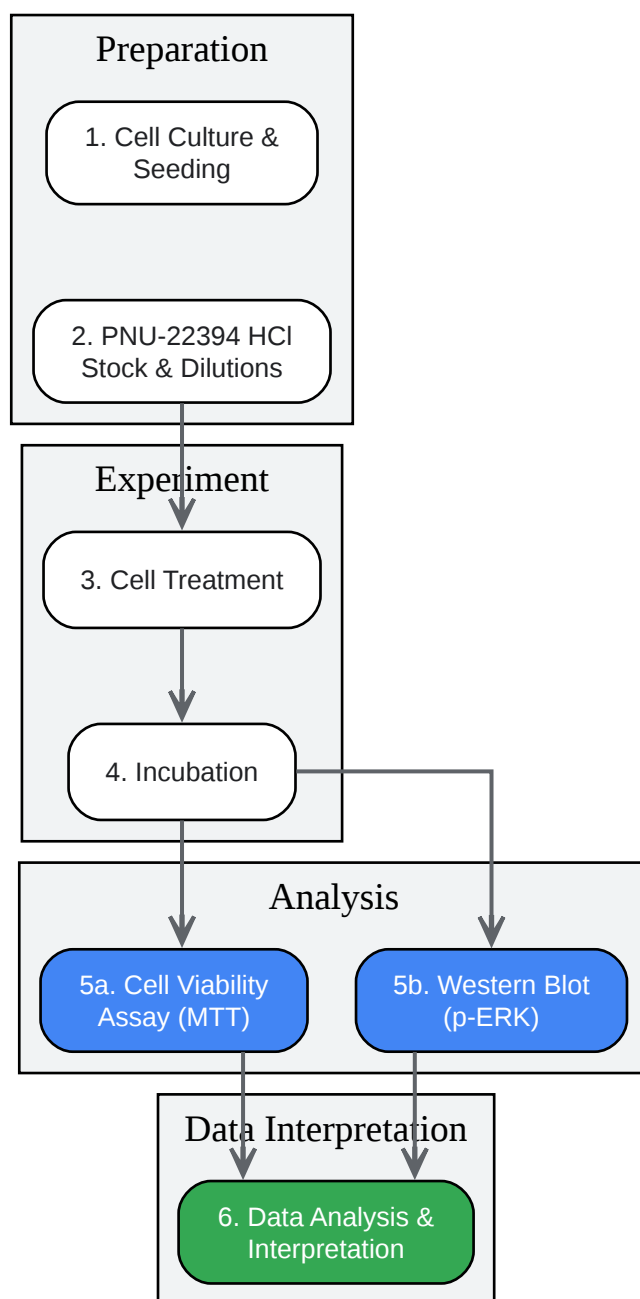 Preparation
1. Cell Culture &
Seeding
2. PNU-22394 HCl
Stock & Dilutions
Experiment
3. Cell Treatment
4. Incubation
Analysis
5a. Cell Viability
Assay (MTT)
5b. Western Blot
(p-ERK)
Data Interpretation
6. Data Analysis &
Interpretation